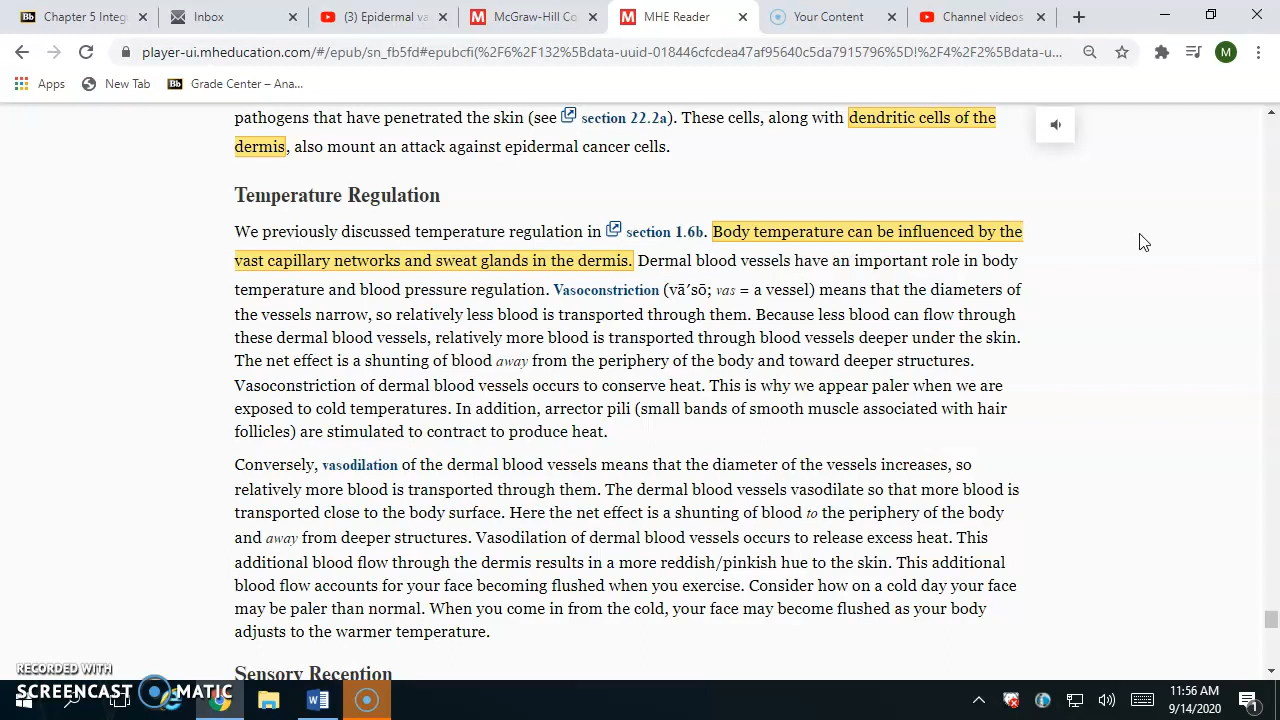 Chapter 5 Integ
Inbox
(3) Epidermal va
McGraw-Hill Co
MHE Reader
Your Content
Channel videos
player-ui.mheducation.com/#/epub/sn_fb5fd#epubcfi(%2F6%2F132%5Bdata-uuid-018446cfcdea47af95640c5da7915796%5D!%2F4%2F2%5Bdata-u...
M
Apps
New Tab
Bb Grade Center – Ana...
pathogens that have penetrated the skin (see section 22.2a). These cells, along with dendritic cells of the
dermis, also mount an attack against epidermal cancer cells.
Temperature Regulation
We previously discussed temperature regulation in section 1.6b. Body temperature can be influenced by the
vast capillary networks and sweat glands in the dermis. Dermal blood vessels have an important role in body
temperature and blood pressure regulation. Vasoconstriction (vā′sō; vas = a vessel) means that the diameters of
the vessels narrow, so relatively less blood is transported through them. Because less blood can flow through
these dermal blood vessels, relatively more blood is transported through blood vessels deeper under the skin.
The net effect is a shunting of blood away from the periphery of the body and toward deeper structures.
Vasoconstriction of dermal blood vessels occurs to conserve heat. This is why we appear paler when we are
exposed to cold temperatures. In addition, arrector pili (small bands of smooth muscle associated with hair
follicles) are stimulated to contract to produce heat.
Conversely, vasodilation of the dermal blood vessels means that the diameter of the vessels increases, so
relatively more blood is transported through them. The dermal blood vessels vasodilate so that more blood is
transported close to the body surface. Here the net effect is a shunting of blood to the periphery of the body
and away from deeper structures. Vasodilation of dermal blood vessels occurs to release excess heat. This
additional blood flow through the dermis results in a more reddish/pinkish hue to the skin. This additional
blood flow accounts for your face becoming flushed when you exercise. Consider how on a cold day your face
may be paler than normal. When you come in from the cold, your face may become flushed as your body
adjusts to the warmer temperature.
Sensory Reception
RECORDED WITH
SCREENCAST MATIC
11:56 AM
9/14/2020
1